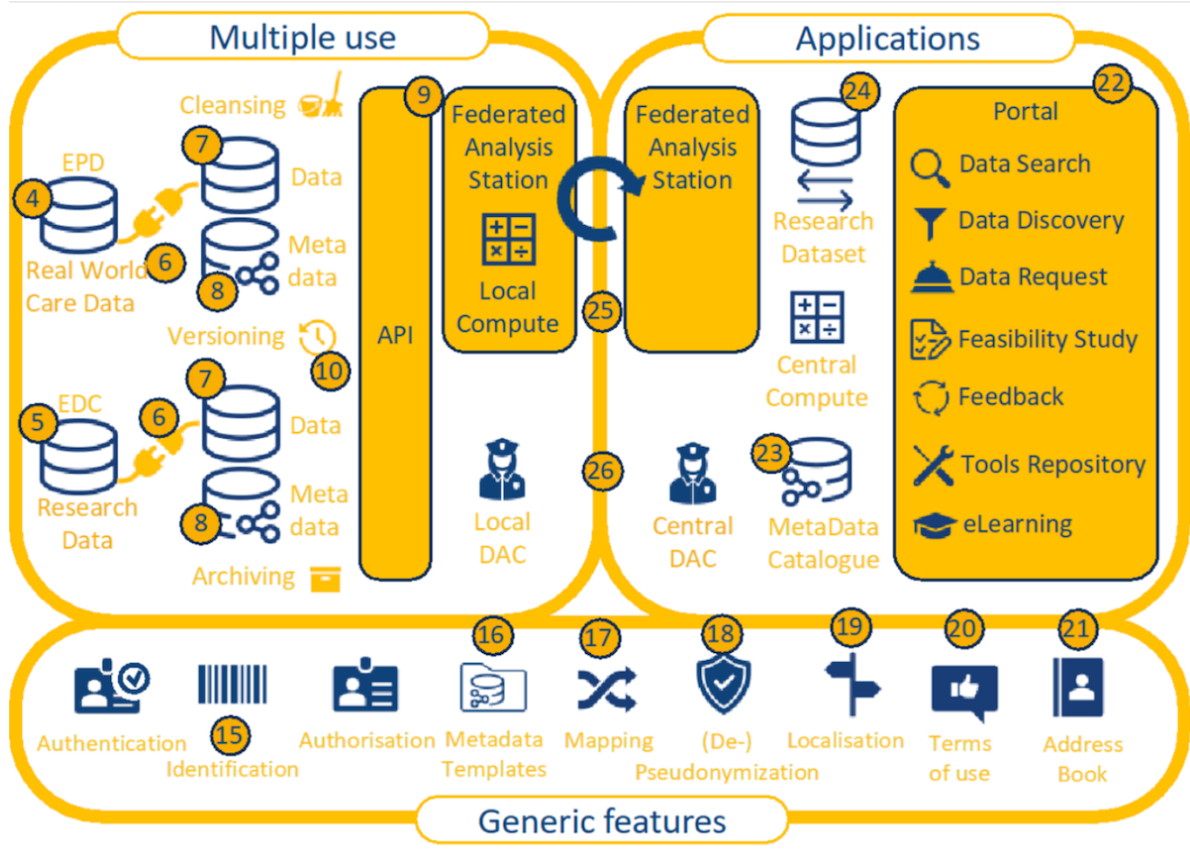 Multiple use
Cleansing
9
7
EPD
4
Data
6
Real World
Care Data
Meta
data
8
Versioning
10
API
Federated
Analysis
Station
Local
Compute
7
EDC
5
6
Data
Research
Data
Meta
data
8
Archiving
Local
DAC
25
26
Applications
Federated
Analysis
Station
24
Research
Dataset
Central
Compute
Central
DAC
23
MetaData
Catalogue
22
Portal
Data Search
Data Discovery
Data Request
Feasibility Study
Feedback
Tools Repository
eLearning
Authentication
15
Identification
Authorisation
16
Metadata
Templates
17
Mapping
18
(De-)
Pseudonymization
19
Localisation
20
Terms
of use
21
Address
Book
Generic features